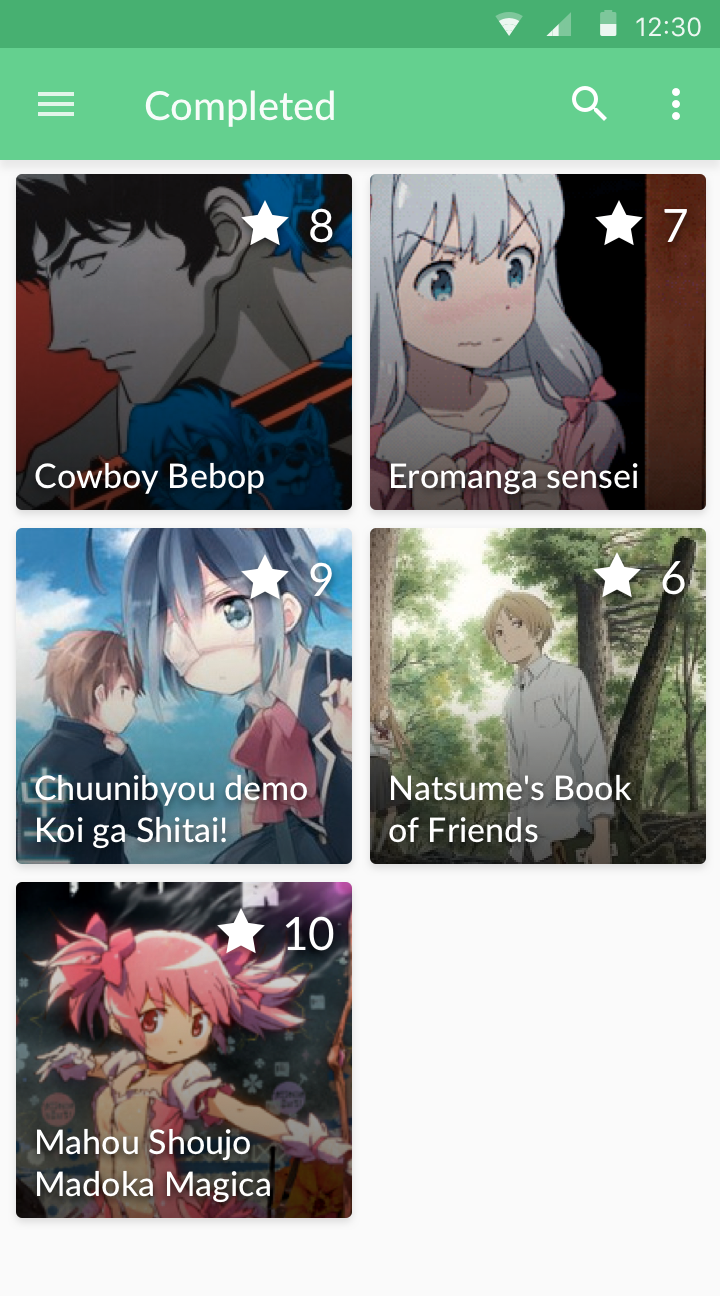 12:30
Completed
8
Cowboy Bebop
7
Eromanga sensei
9
Chuunibyou demo
Koi ga Shitai!
6
Natsume's Book
of Friends
10
Mahou Shoujo
Madoka Magica